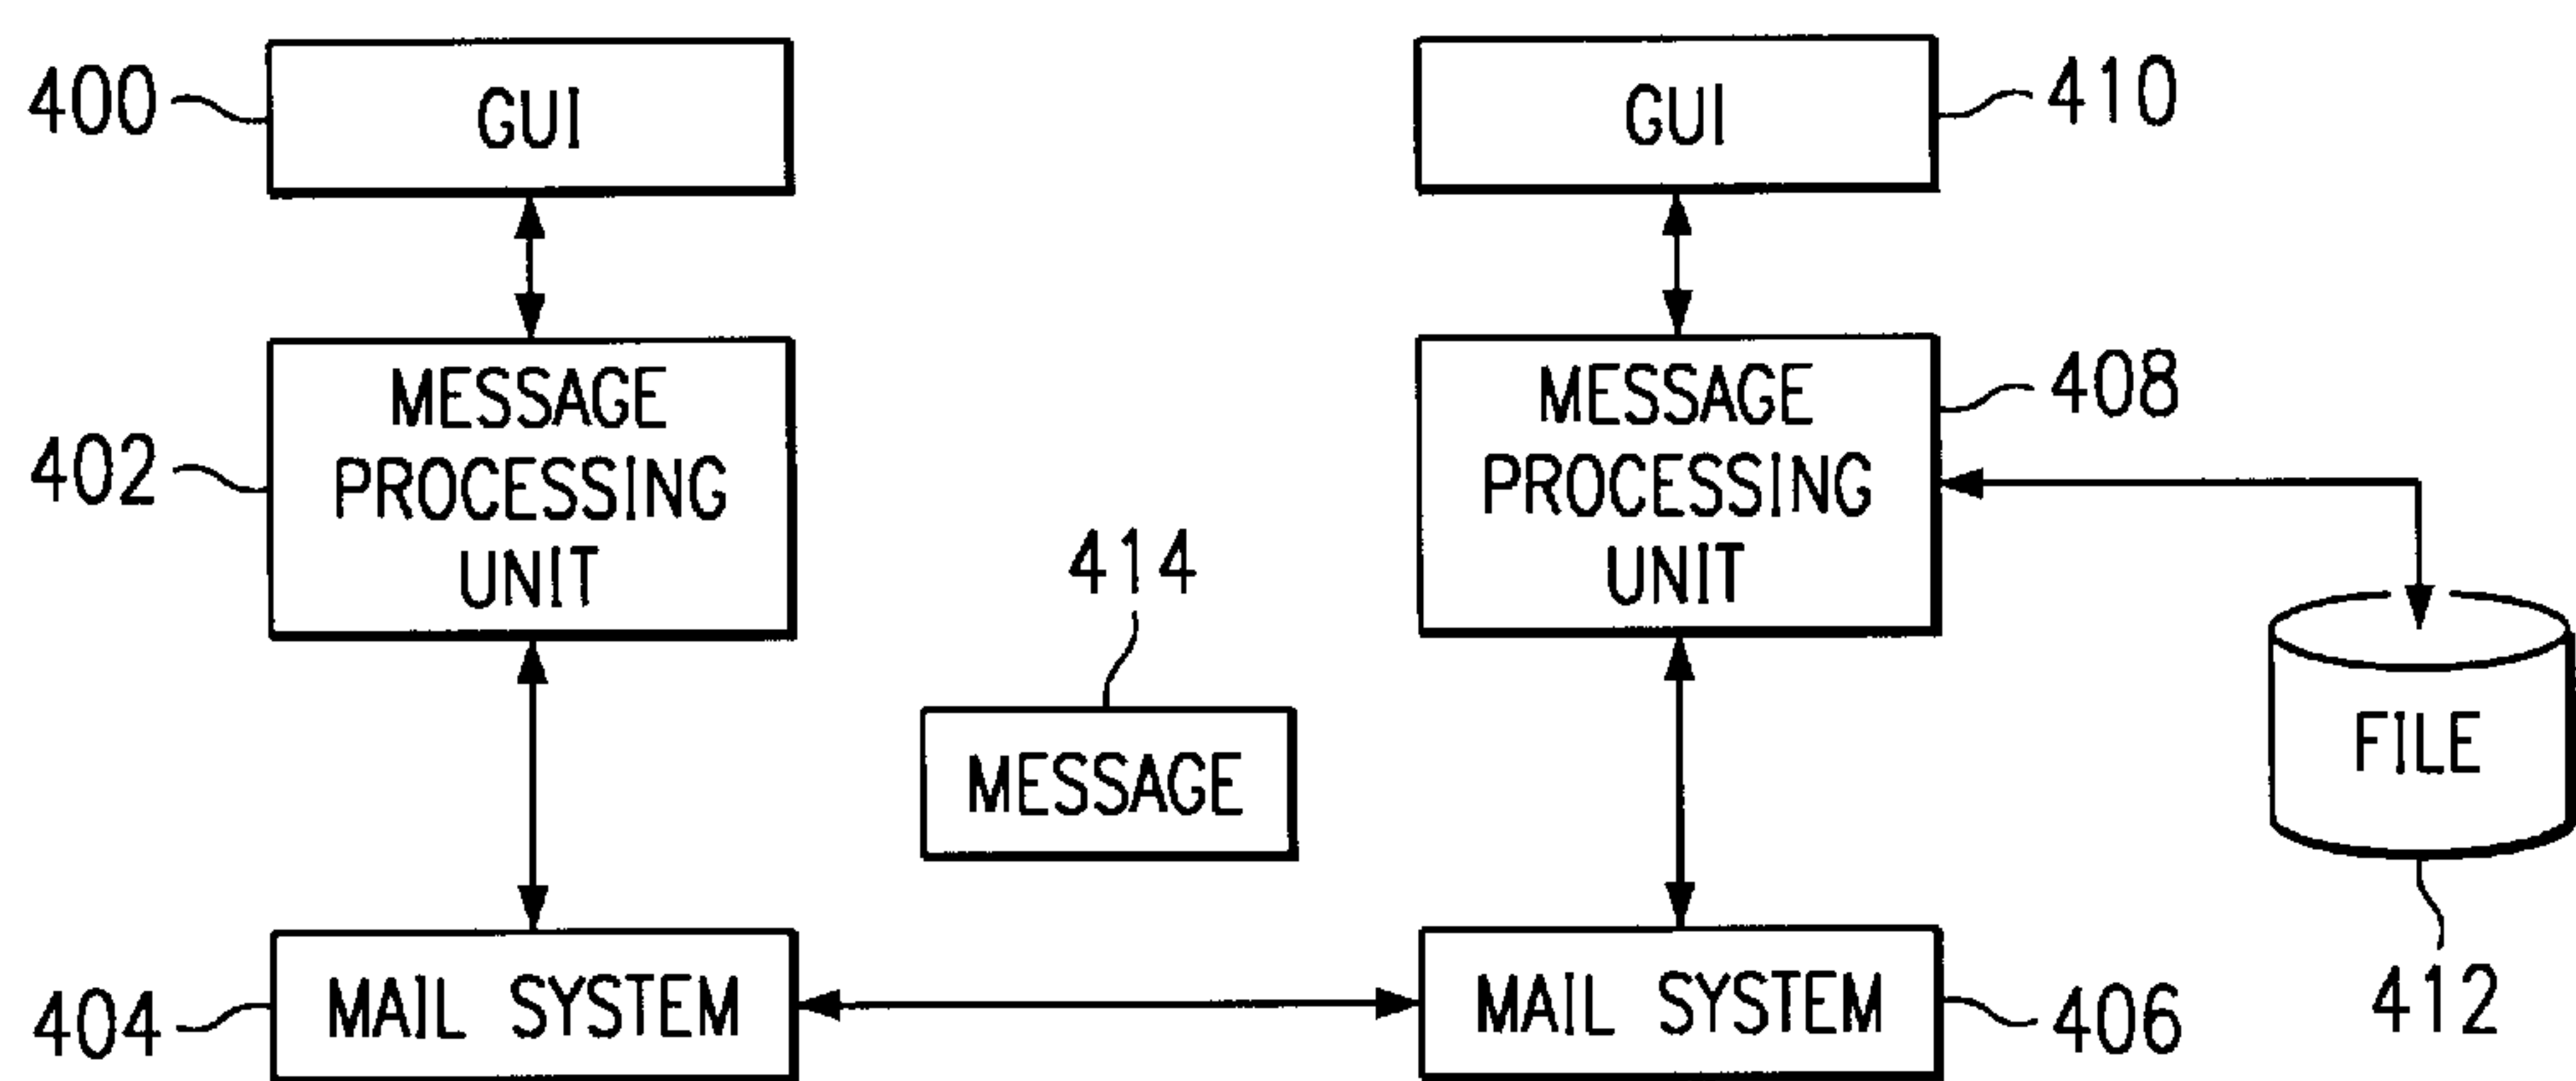 400
GUI
GUI
410
402
MESSAGE
PROCESSING
UNIT
MESSAGE
PROCESSING
UNIT
408
414
MESSAGE
FILE
412
404
MAIL SYSTEM
MAIL SYSTEM
406